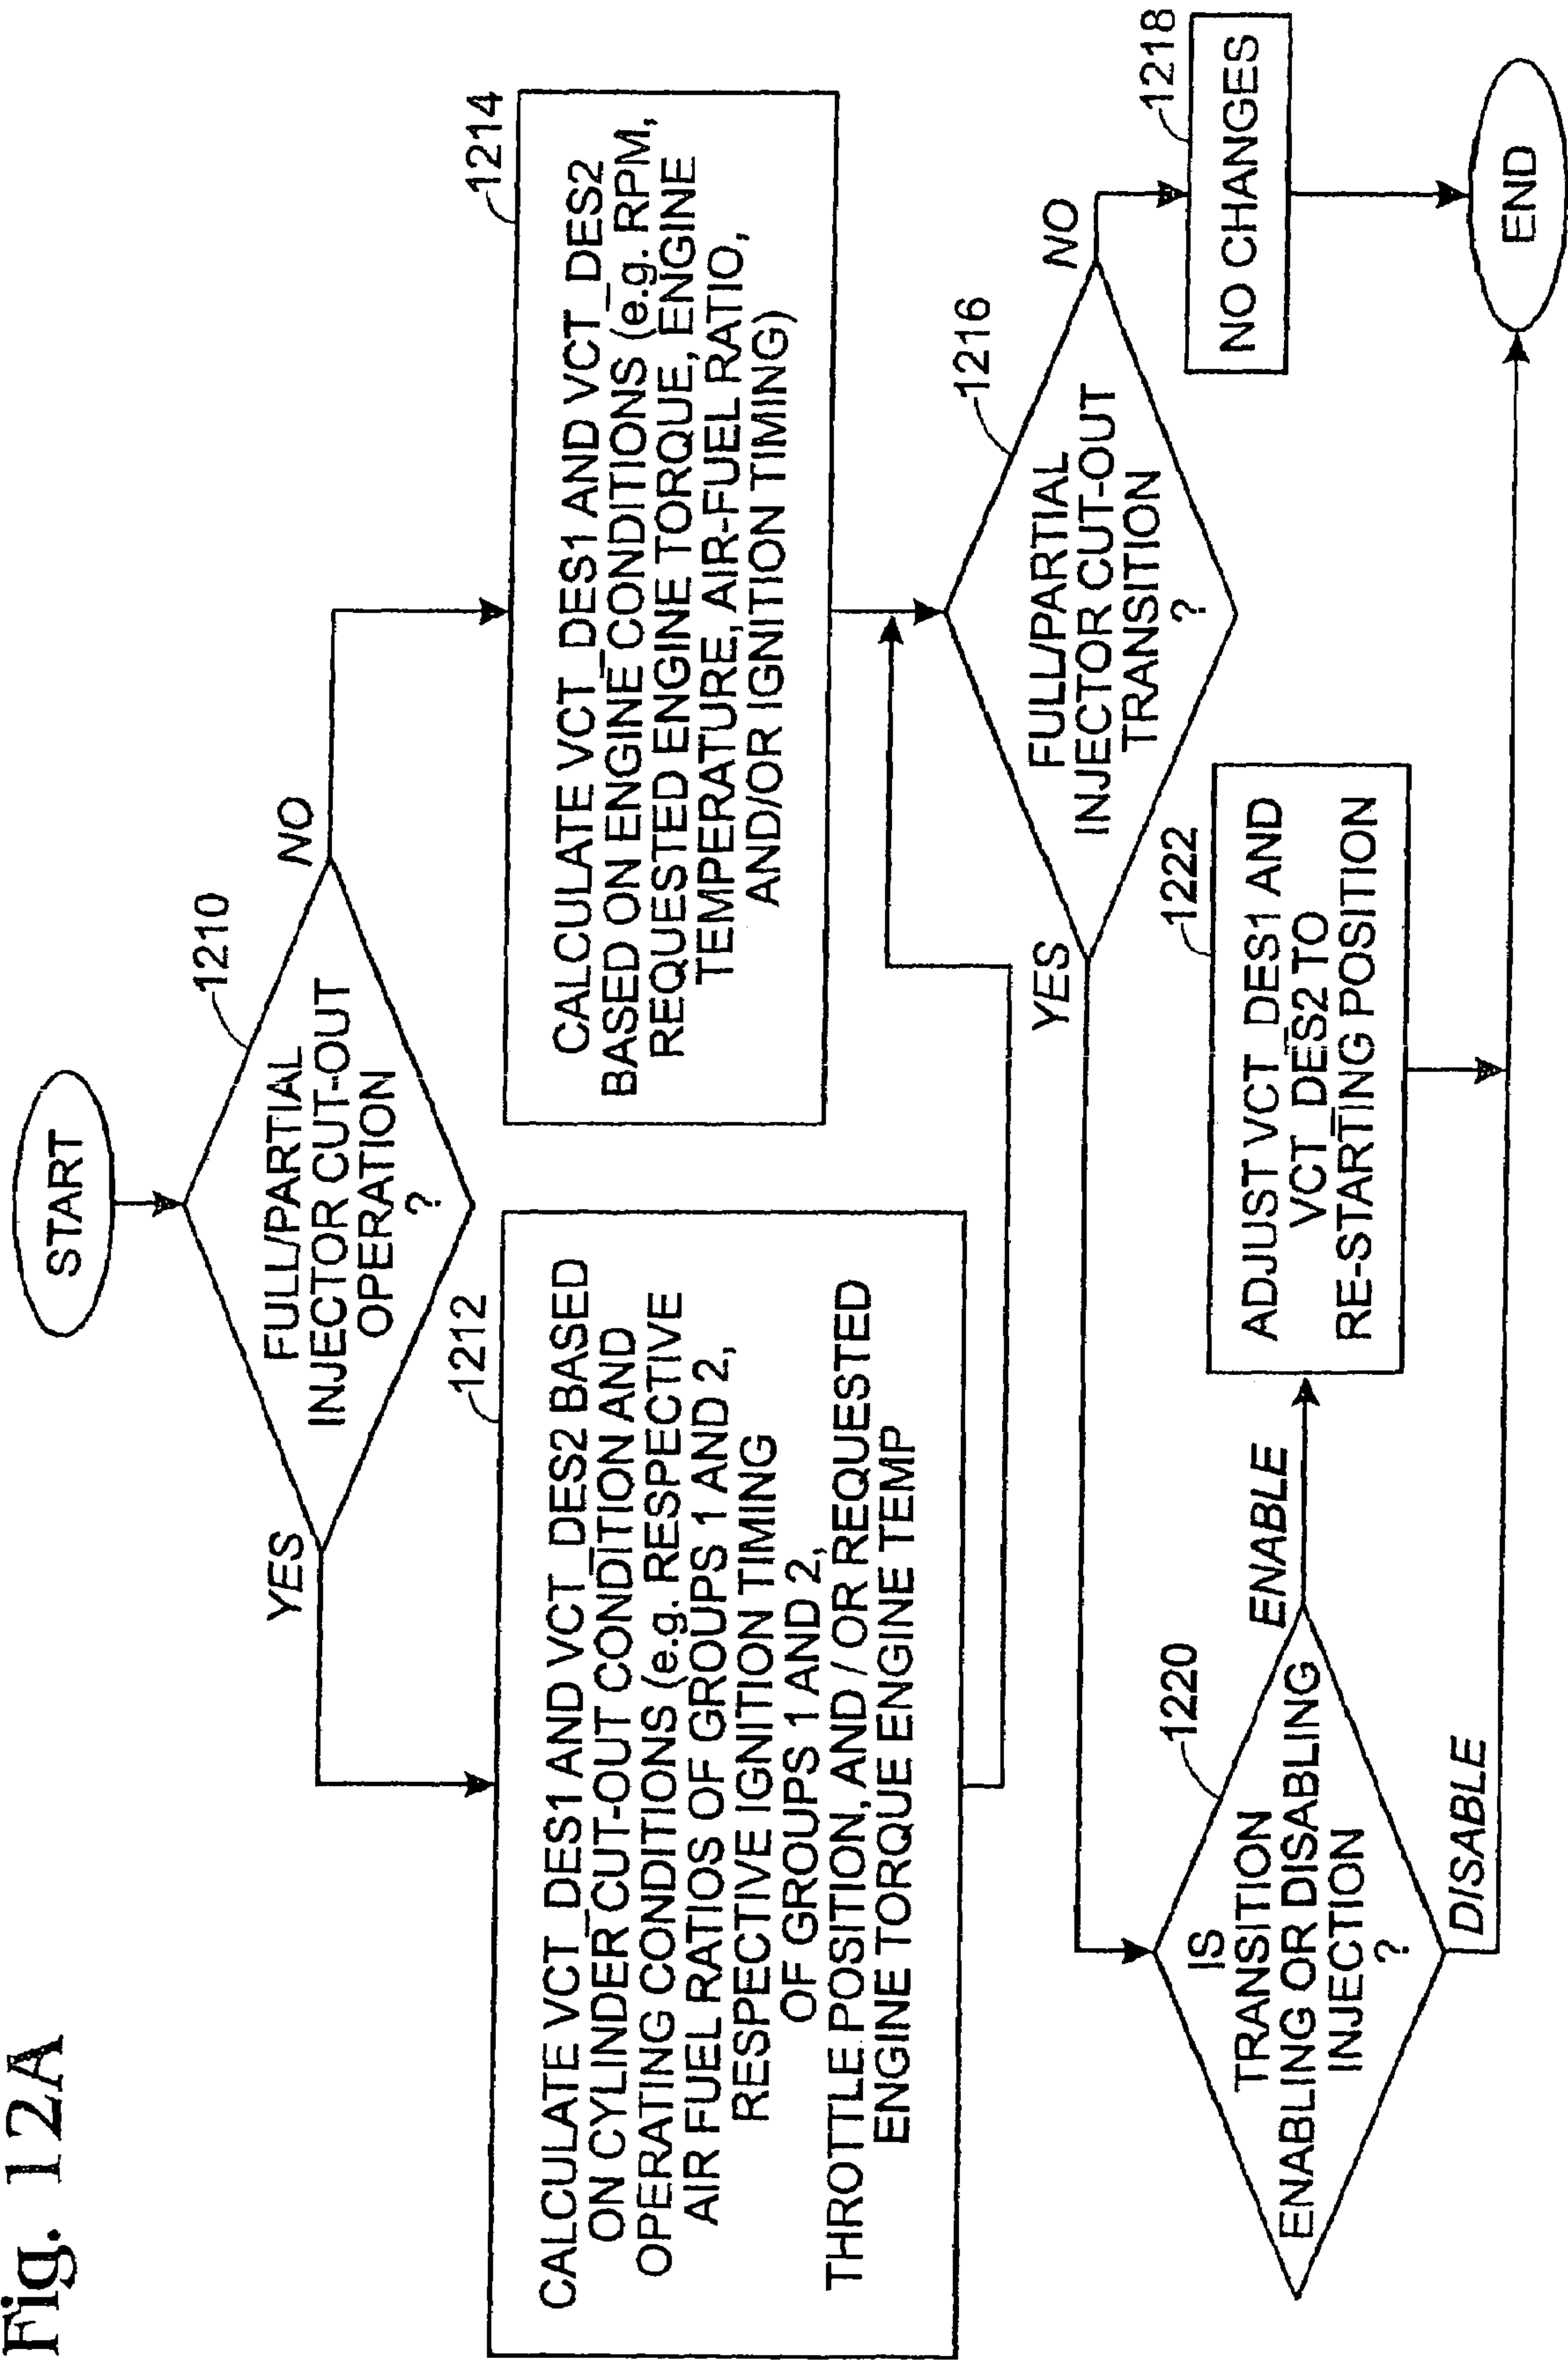 Fig. 12A
START
1210
FULL/PARTIAL
INJECTOR CUT-OUT
OPERATION
?
YES
NO
1212
CALCULATE VCT_DES1 AND VCT_DES2 BASED
ON CYLINDER CUT-OUT CONDITION AND
OPERATING CONDITIONS (e.g. RESPECTIVE
AIR FUEL RATIOS OF GROUPS 1 AND 2,
RESPECTIVE IGNITION TIMING
OF GROUPS 1 AND 2,
THROTTLE POSITION, AND / OR REQUESTED
ENGINE TORQUE ENGINE TEMP
1214
CALCULATE VCT_DES1 AND VCT_DES2
BASED ON ENGINE CONDITIONS (e.g. RPM,
REQUESTED ENGINE TORQUE, ENGINE
TEMPERATURE, AIR-FUEL RATIO,
AND/OR IGNITION TIMING)
1216
FULL/PARTIAL
INJECTOR CUT-OUT
TRANSITION
?
YES
NO
1218
NO CHANGES
1220
IS
TRANSITION
ENABLING OR DISABLING
INJECTION
?
ENABLE
DISABLE
1222
ADJUST VCT_DES1 AND
VCT_DES2 TO
RE-STARTING POSITION
END